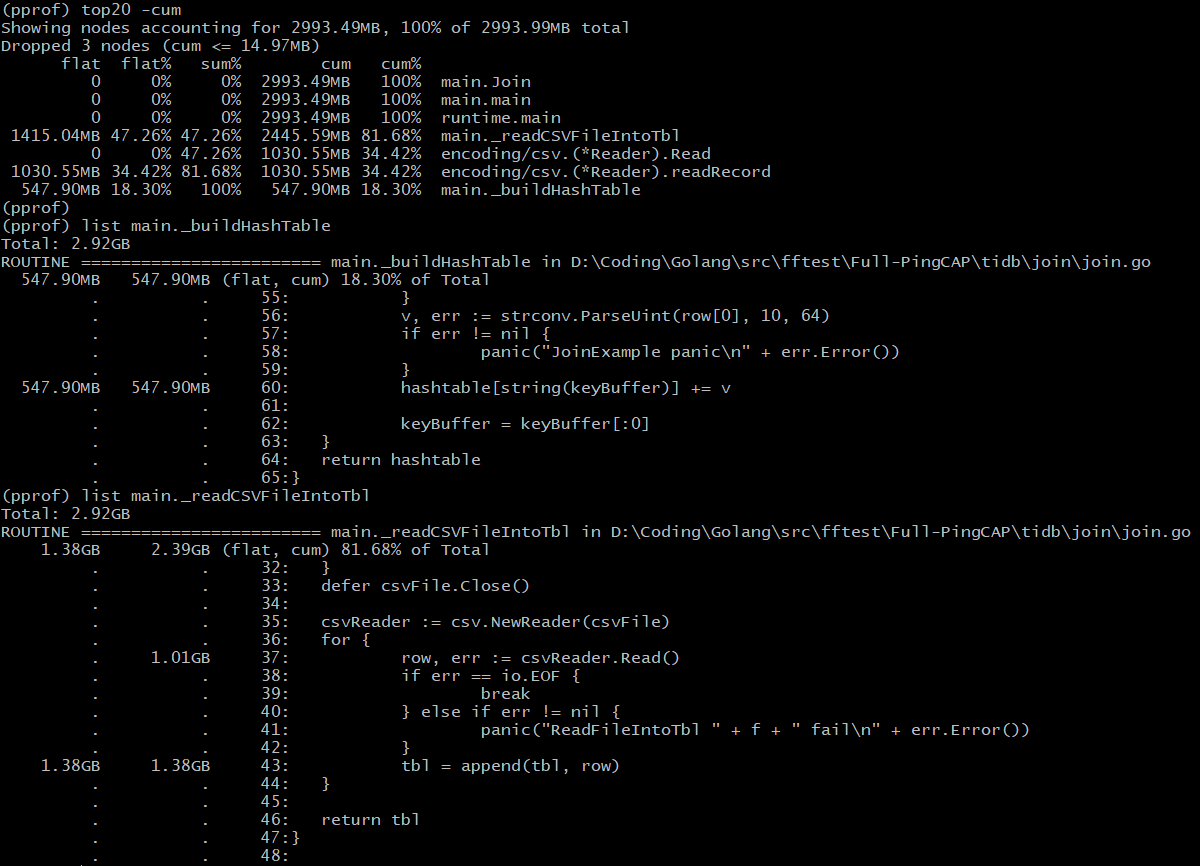 (pprof) top20 -cum
Showing nodes accounting for 2993.49MB, 100% of 2993.99MB total
Dropped 3 nodes (cum <= 14.97MB)
      flat  flat%   sum%        cum   cum%
         0     0%     0%  2993.49MB   100%  main.Join
         0     0%     0%  2993.49MB   100%  main.main
         0     0%     0%  2993.49MB   100%  runtime.main
 1415.04MB 47.26% 47.26%  2445.59MB 81.68%  main._readCSVFileIntoTbl
         0     0% 47.26%  1030.55MB 34.42%  encoding/csv.(*Reader).Read
 1030.55MB 34.42% 81.68%  1030.55MB 34.42%  encoding/csv.(*Reader).readRecord
  547.90MB 18.30%   100%   547.90MB 18.30%  main._buildHashTable
(pprof)
(pprof) list main._buildHashTable
Total: 2.92GB
ROUTINE ======================== main._buildHashTable in D:\Coding\Golang\src\fftest\Full-PingCAP\tidb\join\join.go
  547.90MB   547.90MB (flat, cum) 18.30% of Total
         .          .     55:           }
         .          .     56:           v, err := strconv.ParseUint(row[0], 10, 64)
         .          .     57:           if err != nil {
         .          .     58:                   panic("JoinExample panic\n" + err.Error())
         .          .     59:           }
  547.90MB   547.90MB     60:           hashtable[string(keyBuffer)] += v
         .          .     61:
         .          .     62:           keyBuffer = keyBuffer[:0]
         .          .     63:   }
         .          .     64:   return hashtable
         .          .     65:}
(pprof) list main._readCSVFileIntoTbl
Total: 2.92GB
ROUTINE ======================== main._readCSVFileIntoTbl in D:\Coding\Golang\src\fftest\Full-PingCAP\tidb\join\join.go
    1.38GB     2.39GB (flat, cum) 81.68% of Total
         .          .     32:   }
         .          .     33:   defer csvFile.Close()
         .          .     34:
         .          .     35:   csvReader := csv.NewReader(csvFile)
         .          .     36:   for {
         .     1.01GB     37:           row, err := csvReader.Read()
         .          .     38:           if err == io.EOF {
         .          .     39:                   break
         .          .     40:           } else if err != nil {
         .          .     41:                   panic("ReadFileIntoTbl " + f + " fail\n" + err.Error())
         .          .     42:           }
    1.38GB     1.38GB     43:           tbl = append(tbl, row)
         .          .     44:   }
         .          .     45:
         .          .     46:   return tbl
         .          .     47:}
         .          .     48: